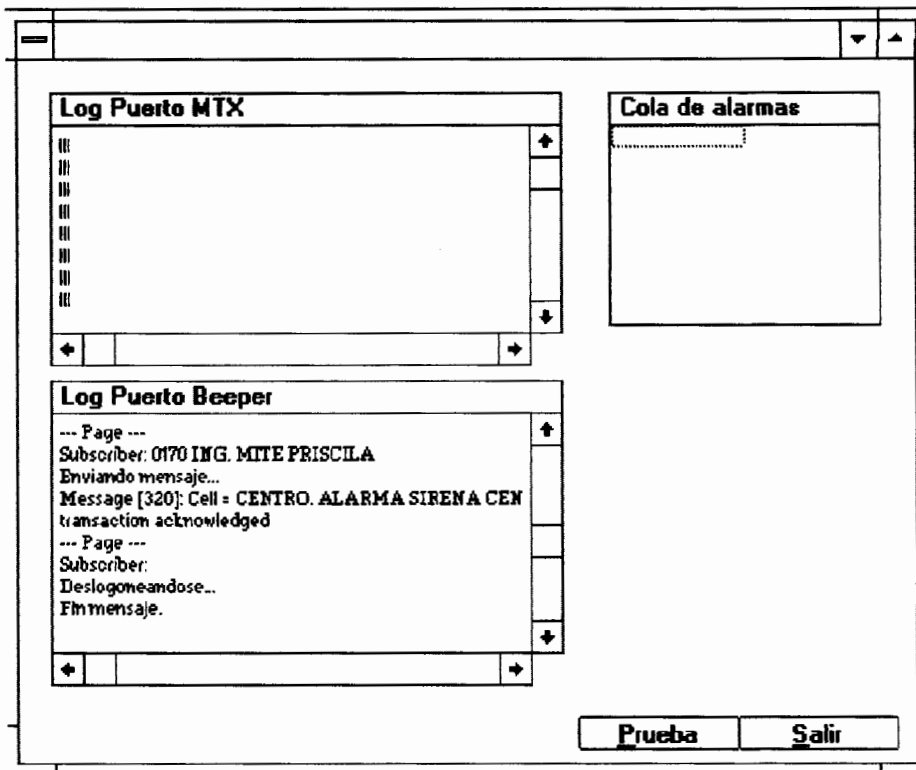 Log Puerto MTX
Cola de alarmas
Log Puerto Beeper
--- Page ---
Subscriber: 0170 ING. MITE PRISCILA
Enviando mensaje...
Message [320]: Cell = CENTRO. ALARMA SIRENA CEN
transaction acknowledged
--- Page ---
Subscriber:
Deslogoneandose...
Fin mensaje.
Prueba
Salir